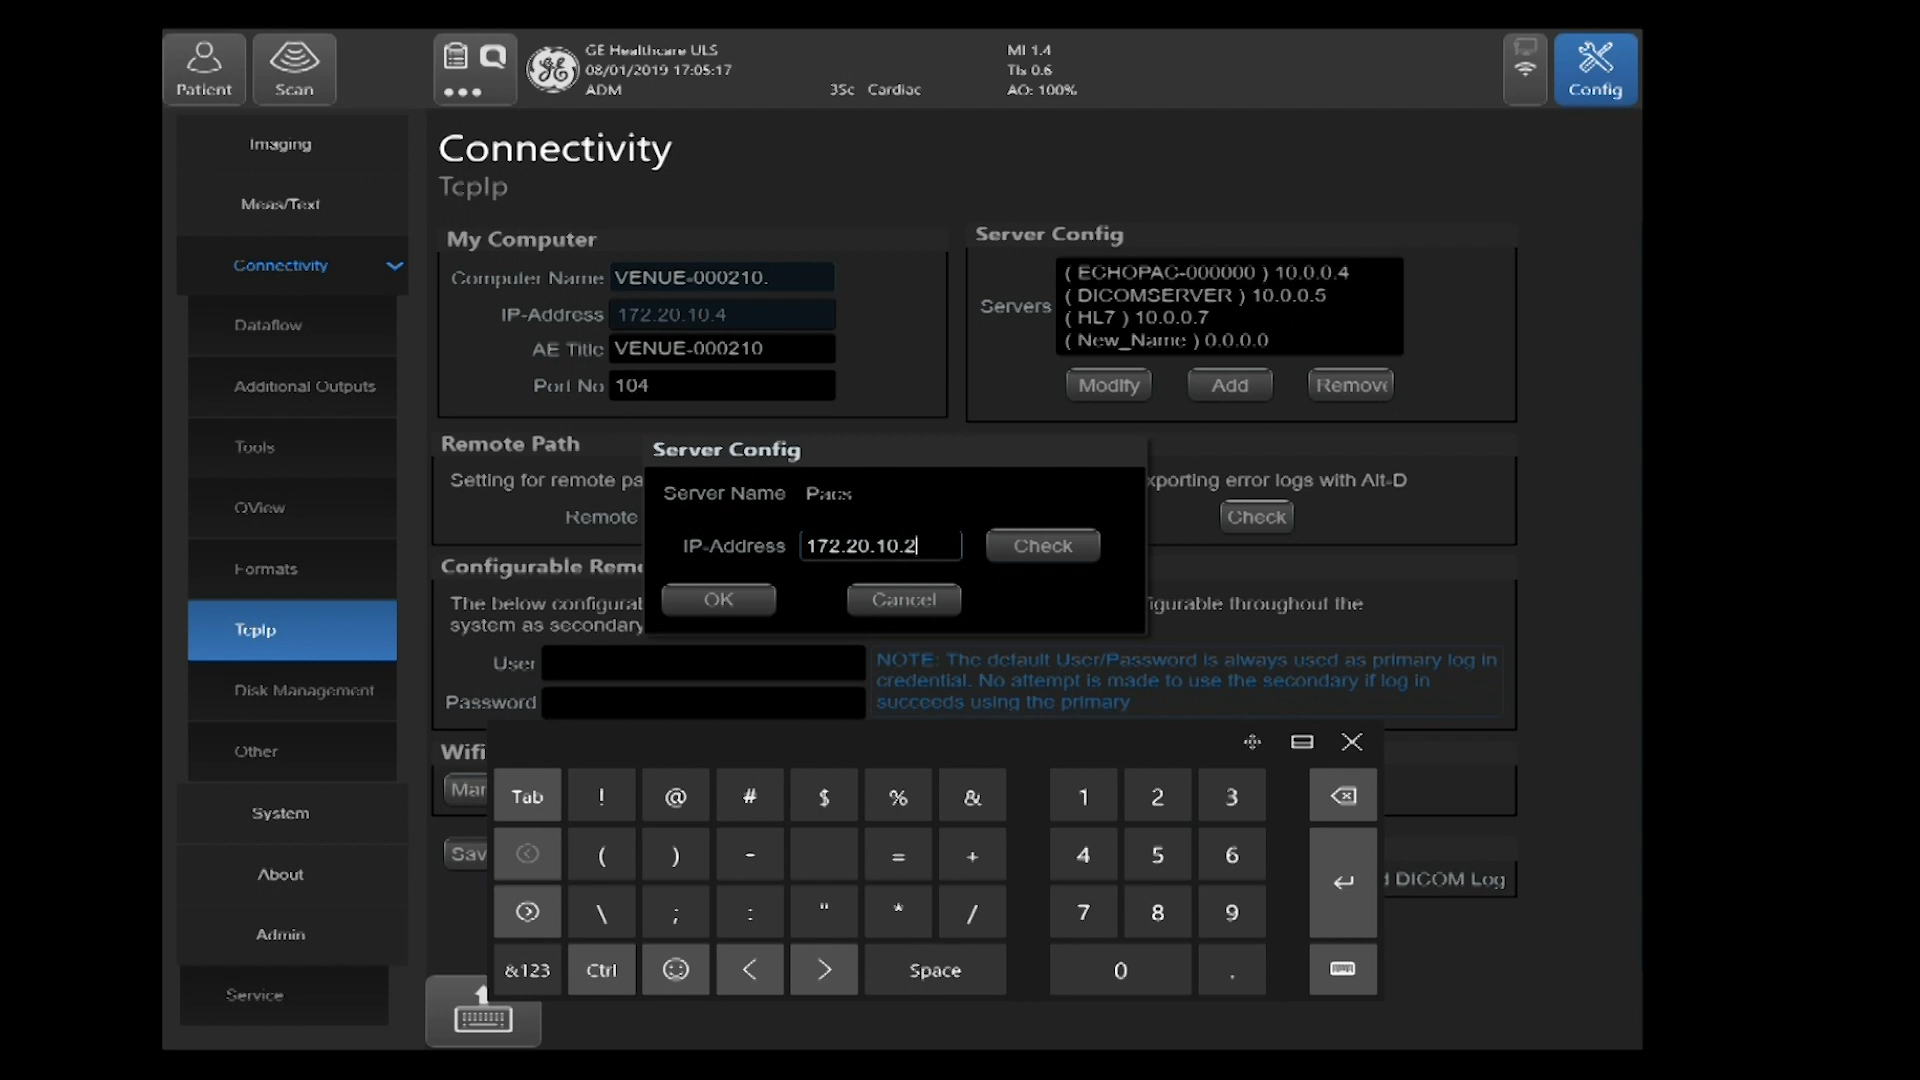 Patient
Scan
GE Healthcare ULS
08/01/2019 17:05:17
ADM
3Sc Cardiac
MI 1.4
TIs 0.6
AO: 100%
Config
Imaging
Meas/Text
Connectivity
Dataflow
Additional Outputs
Tools
QView
Formats
TcpIp
Disk Management
Other
System
About
Admin
Service
Connectivity
TcpIp
My Computer
Computer Name VENUE-000210.
IP-Address 172.20.10.4
AE Title VENUE-000210
Port No 104
Server Config
Servers
( ECHOPAC-000000 ) 10.0.0.4
( DICOMSERVER ) 10.0.0.5
( HL7 ) 10.0.0.7
( New_Name ) 0.0.0.0
Modify Add Remove
Remote Path
Setting for remote pa
xporting error logs with Alt-D
Remote
Check
Server Config
Server Name Pacs
IP-Address 172.20.10.2 Check
OK Cancel
Configurable Remo
The below configurat
igurable throughout the
system as secondary
User
Password
NOTE: The default User/Password is always used as primary log in
credential. No attempt is made to use the secondary if log in
succeeds using the primary
Wifi
Man
Sav
DICOM Log
Tab ! @ # $ % & 1 2 3
( ) - = + 4 5 6
\ ; : " * / 7 8 9
&123 Ctrl < > Space 0 .